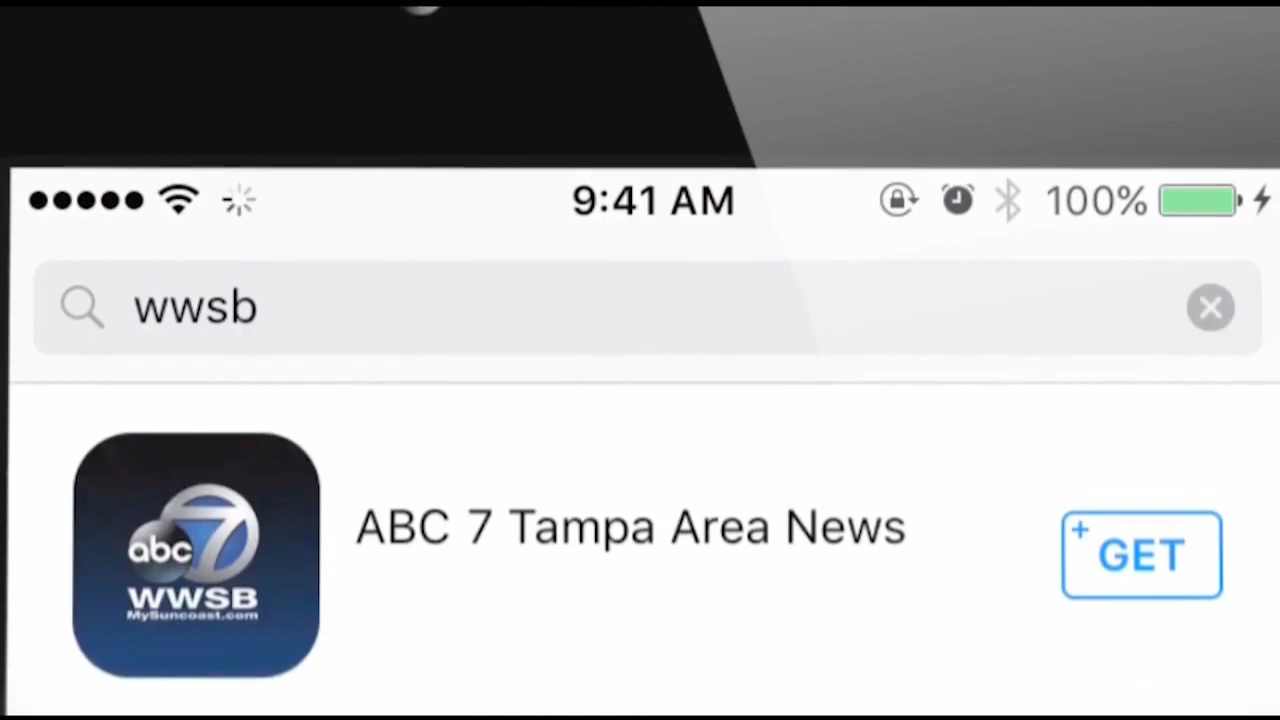 9:41 AM
100%
wwsb
abc 7
WWSB
MySuncoast.com
ABC 7 Tampa Area News
+ GET